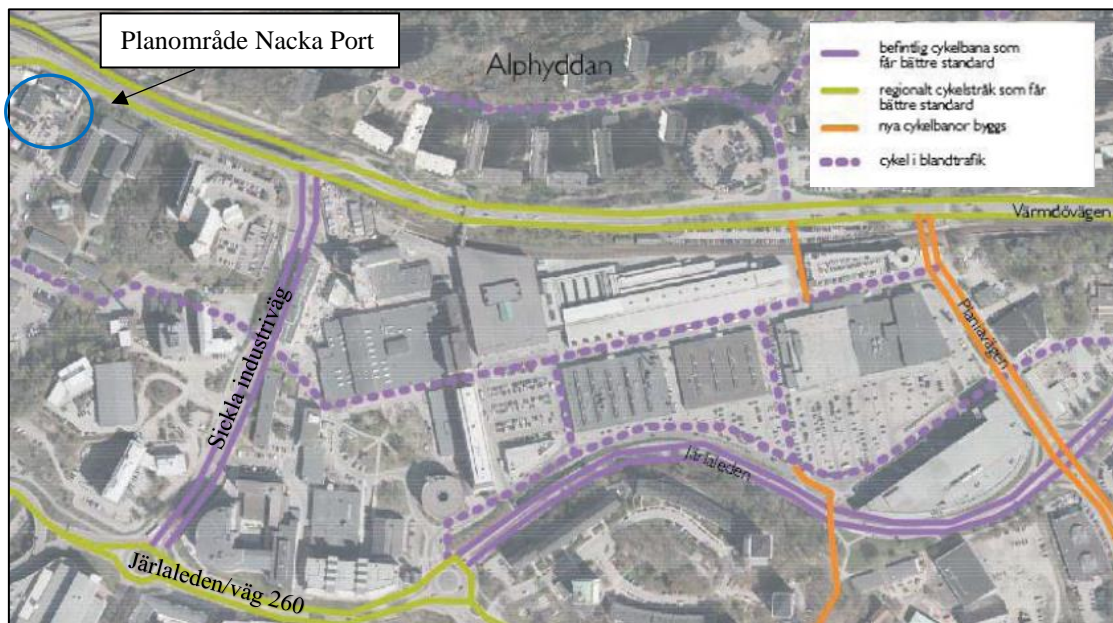 Planområde Nacka Port
Alphyddan
befintlig cykelbana som
får bättre standard
regionalt cykelstråk som får
bättre standard
nya cykelbanor byggs
cykel i blandtrafik
Värmdövägen
Sickla industriväg
Planiavägen
Järlaleden
Järlaleden/väg 260